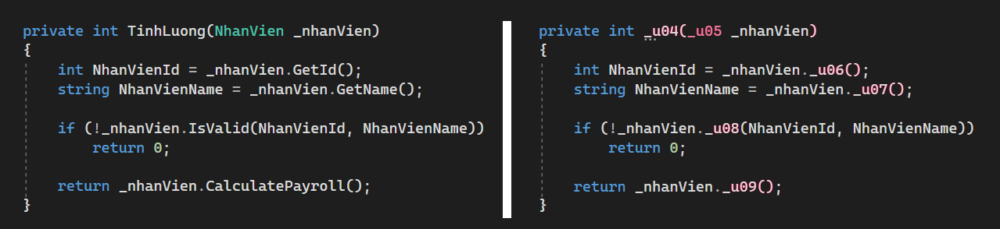 private int TinhLuong(NhanVien _nhanVien)
{
    int NhanVienId = _nhanVien.GetId();
    string NhanVienName = _nhanVien.GetName();
    if (!_nhanVien.IsValid(NhanVienId, NhanVienName))
        return 0;
    return _nhanVien.CalculatePayroll();
}
private int _u04(_u05 _nhanVien)
{
    int NhanVienId = _nhanVien._u06();
    string NhanVienName = _nhanVien._u07();
    if (!_nhanVien._u08(NhanVienId, NhanVienName))
        return 0;
    return _nhanVien._u09();
}